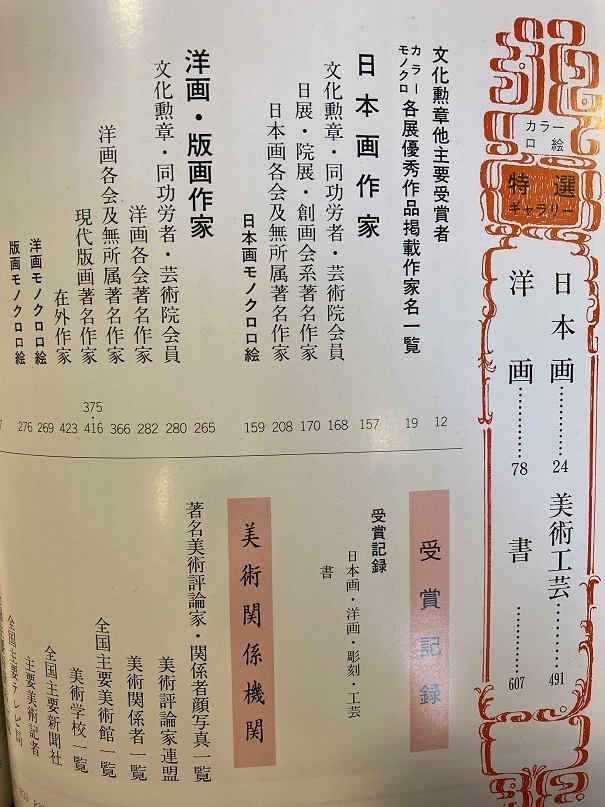 カラー
口絵
特選
ギャラリー
日本画…………24
美術工芸…………491
洋画…………78
書…………607
文化勲章他主要受賞者 12
カラーモノクロ各展優秀作品掲載作家名一覧 19
日本画作家 157
文化勲章・同功労者・芸術院会員 168
日展・院展・創画会系著名作家 170
日本画各会及無所属著名作家 208
日本画モノクロ口絵 159
洋画・版画作家 265
文化勲章・同功労者・芸術院会員 280
洋画各会著名作家 282
洋画各会及無所属著名作家 366
現代版画著名作家 375・416
在外作家 423
洋画モノクロ口絵 269
版画モノクロ口絵 276
受賞記録
受賞記録
日本画・洋画・彫刻・工芸
書
美術関係機関
著名美術評論家・関係者顔写真一覧
美術評論家連盟
美術関係者一覧
全国主要美術館一覧
美術学校一覧
全国主要新聞社
主要美術記者
全国主要テレビ局